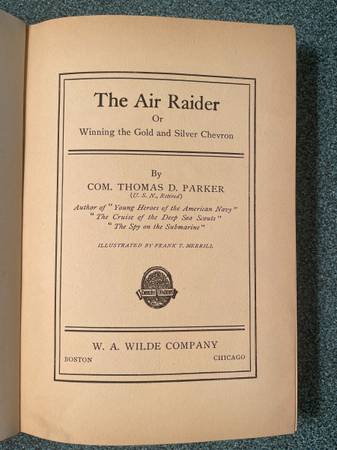 The Air Raider
Or
Winning the Gold and Silver Chevron
By
COM. THOMAS D. PARKER
(U. S. N., Retired)
Author of "Young Heroes of the American Navy"
"The Cruise of the Deep Sea Scouts"
"The Spy on the Submarine"
ILLUSTRATED BY FRANK T. MERRILL
W. A. WILDE COMPANY
BOSTON CHICAGO